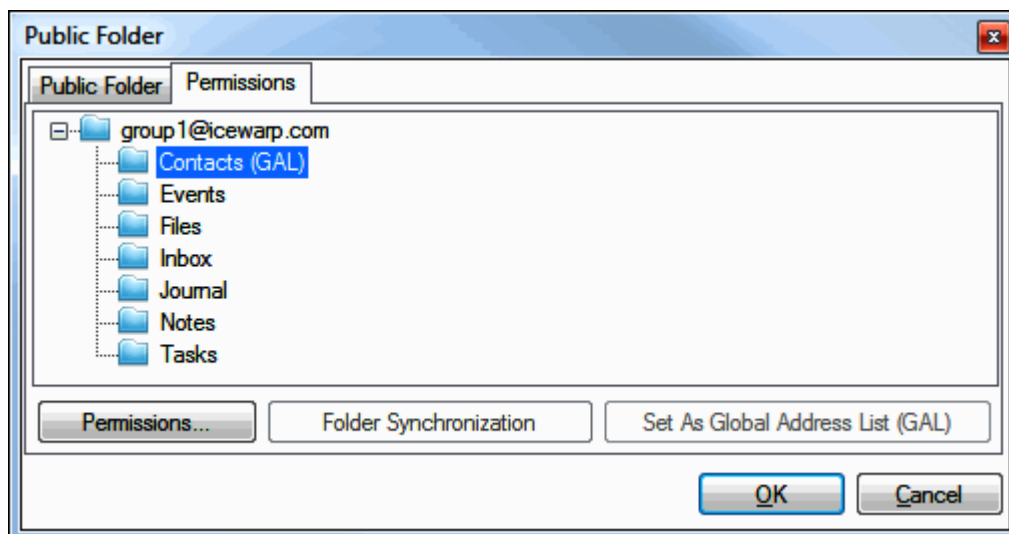 Public Folder
Public Folder Permissions
group1@icewarp.com
Contacts (GAL)
Events
Files
Inbox
Journal
Notes
Tasks
Permissions... Folder Synchronization Set As Global Address List (GAL)
OK Cancel